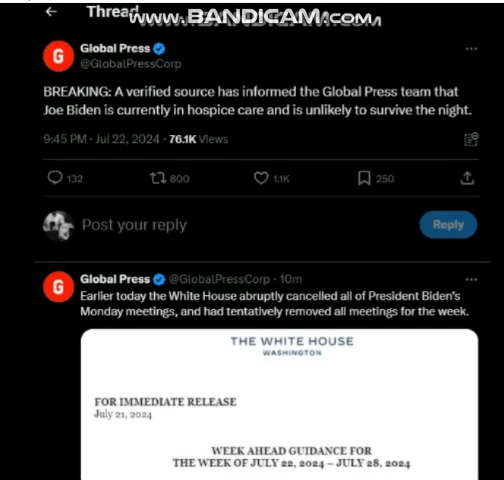 Thread
www.BANDICAM.COM
G
Global Press
@GlobalPressCorp
BREAKING: A verified source has informed the Global Press team that
Joe Biden is currently in hospice care and is unlikely to survive the night.
9:45 PM · Jul 22, 2024 · 76.1K Views
132 800 1.1K 250
Post your reply
Reply
G
Global Press @GlobalPressCorp · 10m
Earlier today the White House abruptly cancelled all of President Biden's
Monday meetings, and had tentatively removed all meetings for the week.
THE WHITE HOUSE
WASHINGTON
FOR IMMEDIATE RELEASE
July 21, 2024
WEEK AHEAD GUIDANCE FOR
THE WEEK OF JULY 22, 2024 – JULY 28, 2024